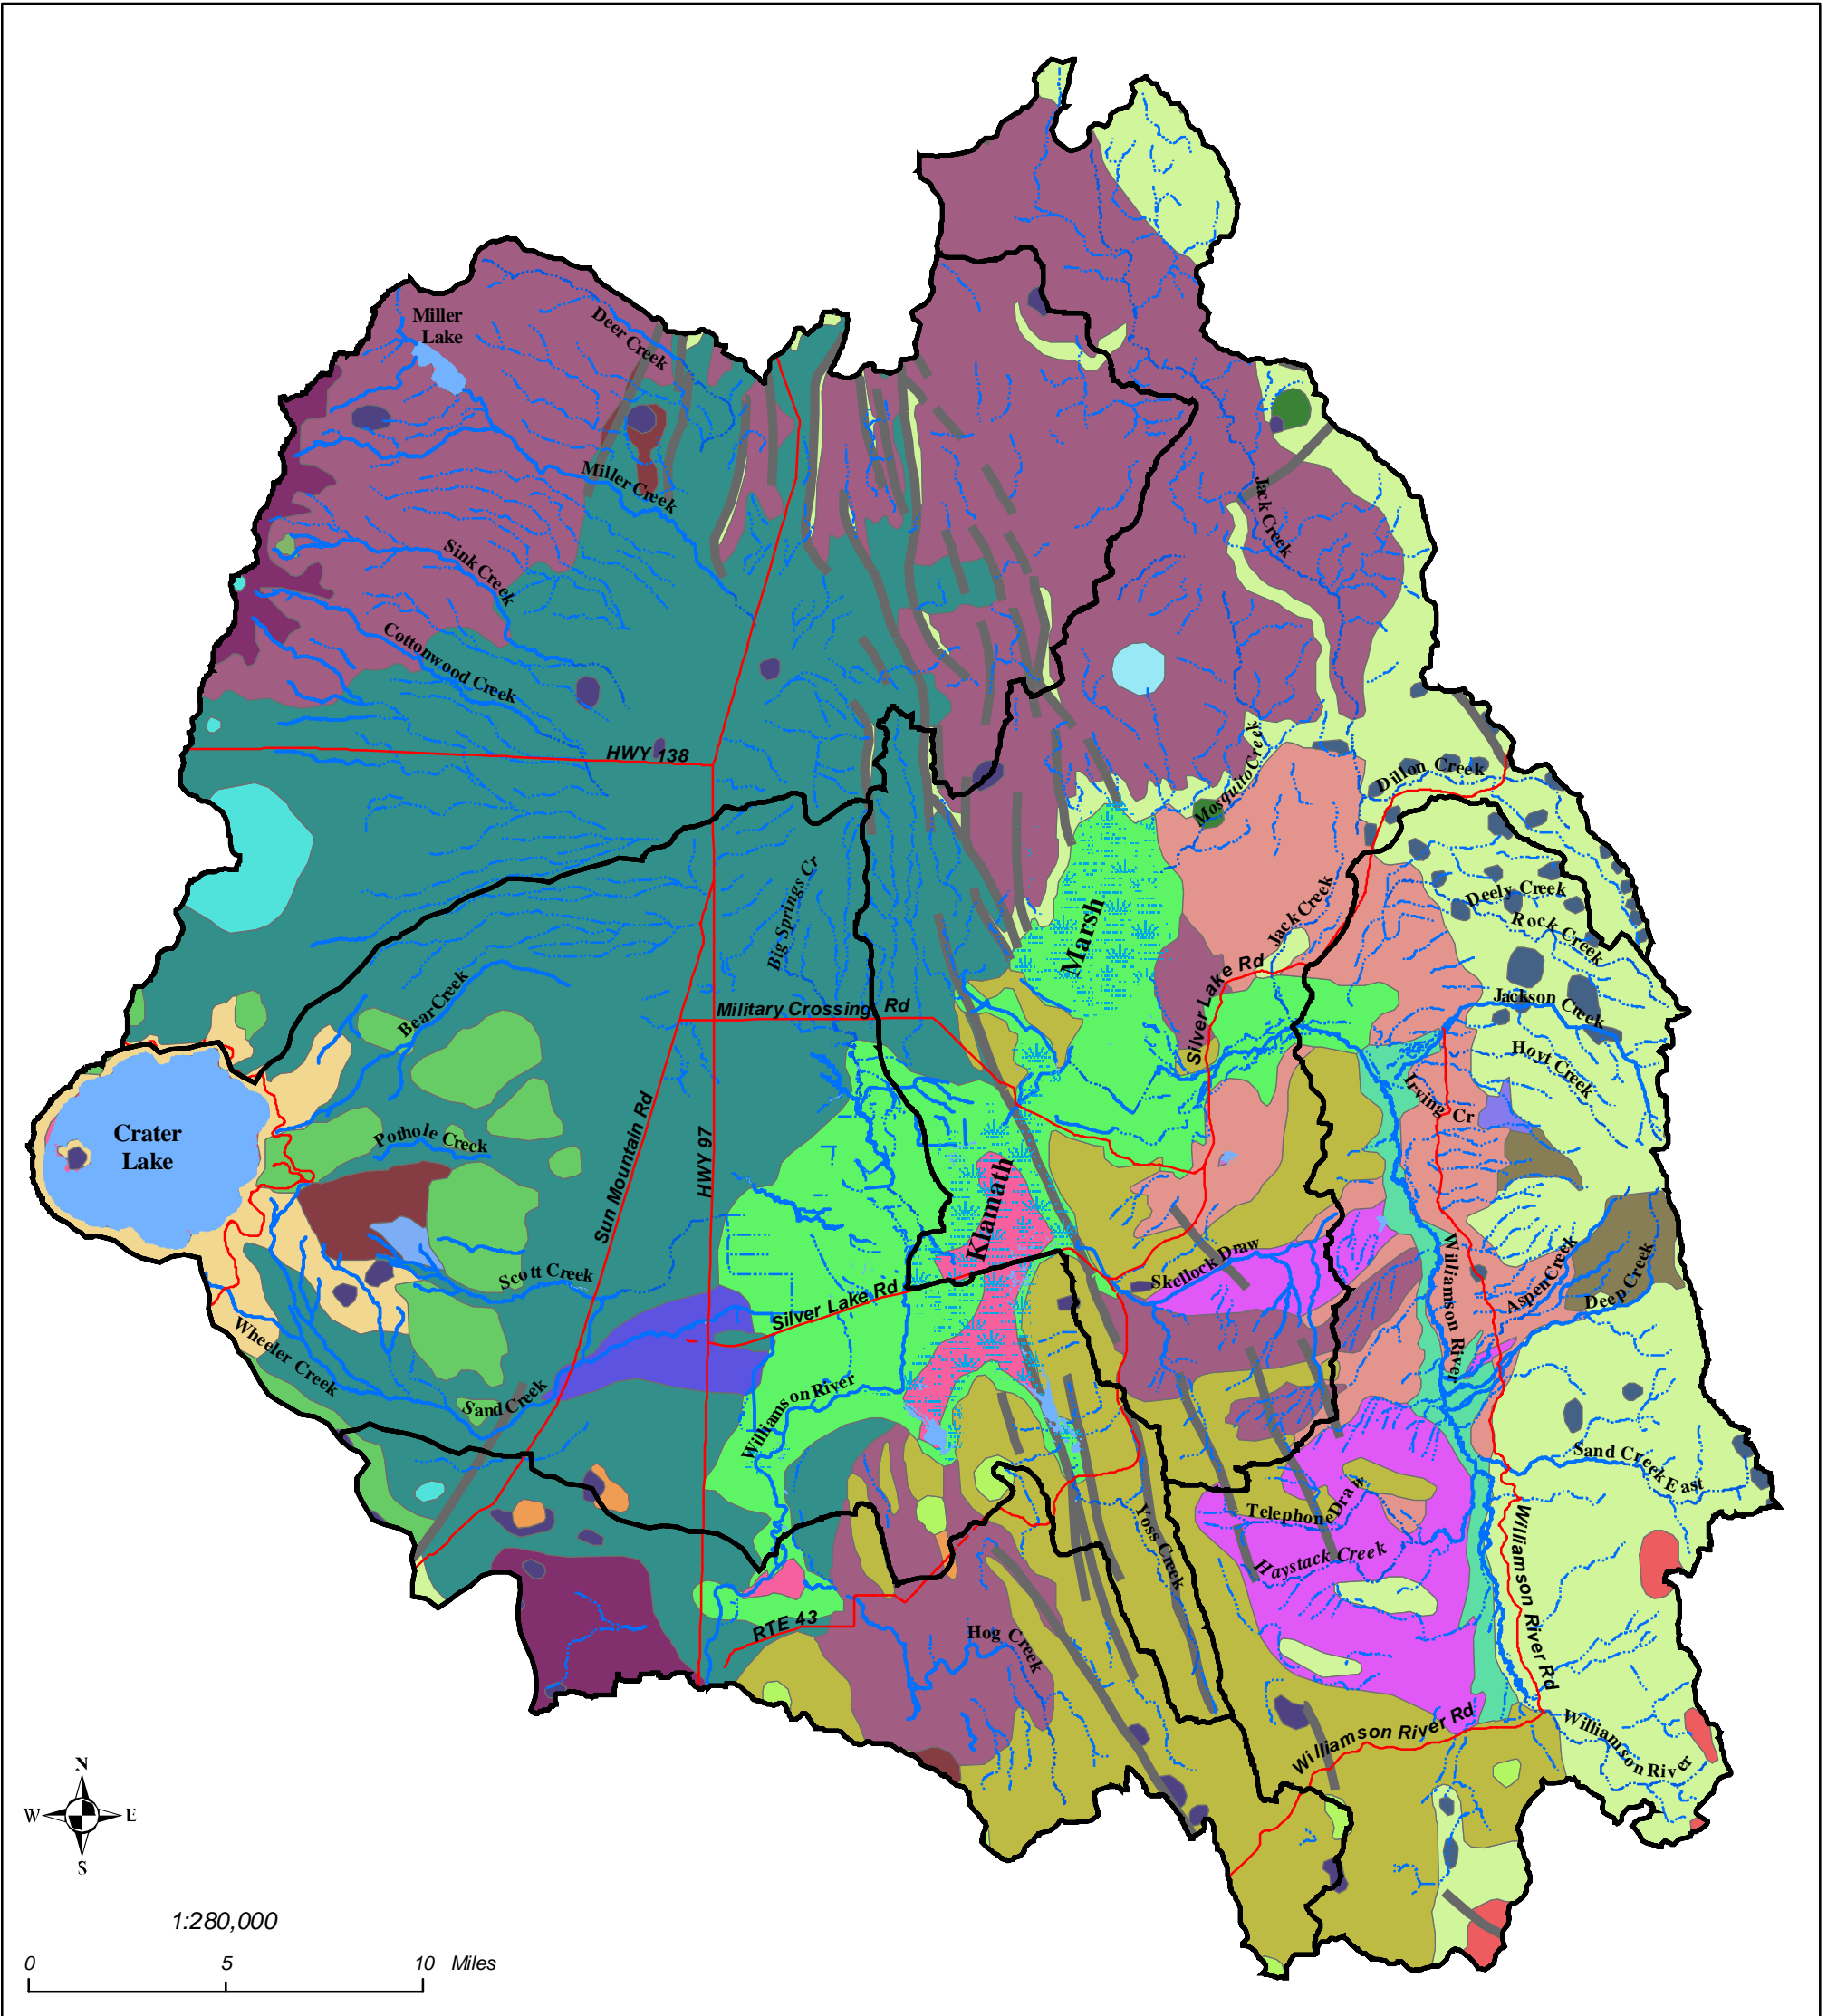 Miller
Lake
Deer Creek
Miller Creek
Sink Creek
Cottonwood Creek
Jack Creek
HWY 138
Mosquito Creek
Dillon Creek
Big Springs Cr
Deely Creek
Rock Creek
Marsh
Jack Creek
Silver Lake Rd
Bear Creek
Military Crossing Rd
Jackson Creek
Hoyt Creek
Irving Cr
Crater
Lake
Pothole Creek
Sun Mountain Rd
HWY 97
Klamath
Skellock Draw
Williamson River
Aspen Creek
Deep Creek
Scott Creek
Silver Lake Rd
Wheeler Creek
Sand Creek
Williamson River
Sand Creek East
Telephone Draw
Haystack Creek
Yoss Creek
Williamson River Rd
RTE 43
Hog Creek
Williamson River Rd
Williamson River
N
W E
S
1:280,000
0 5 10 Miles